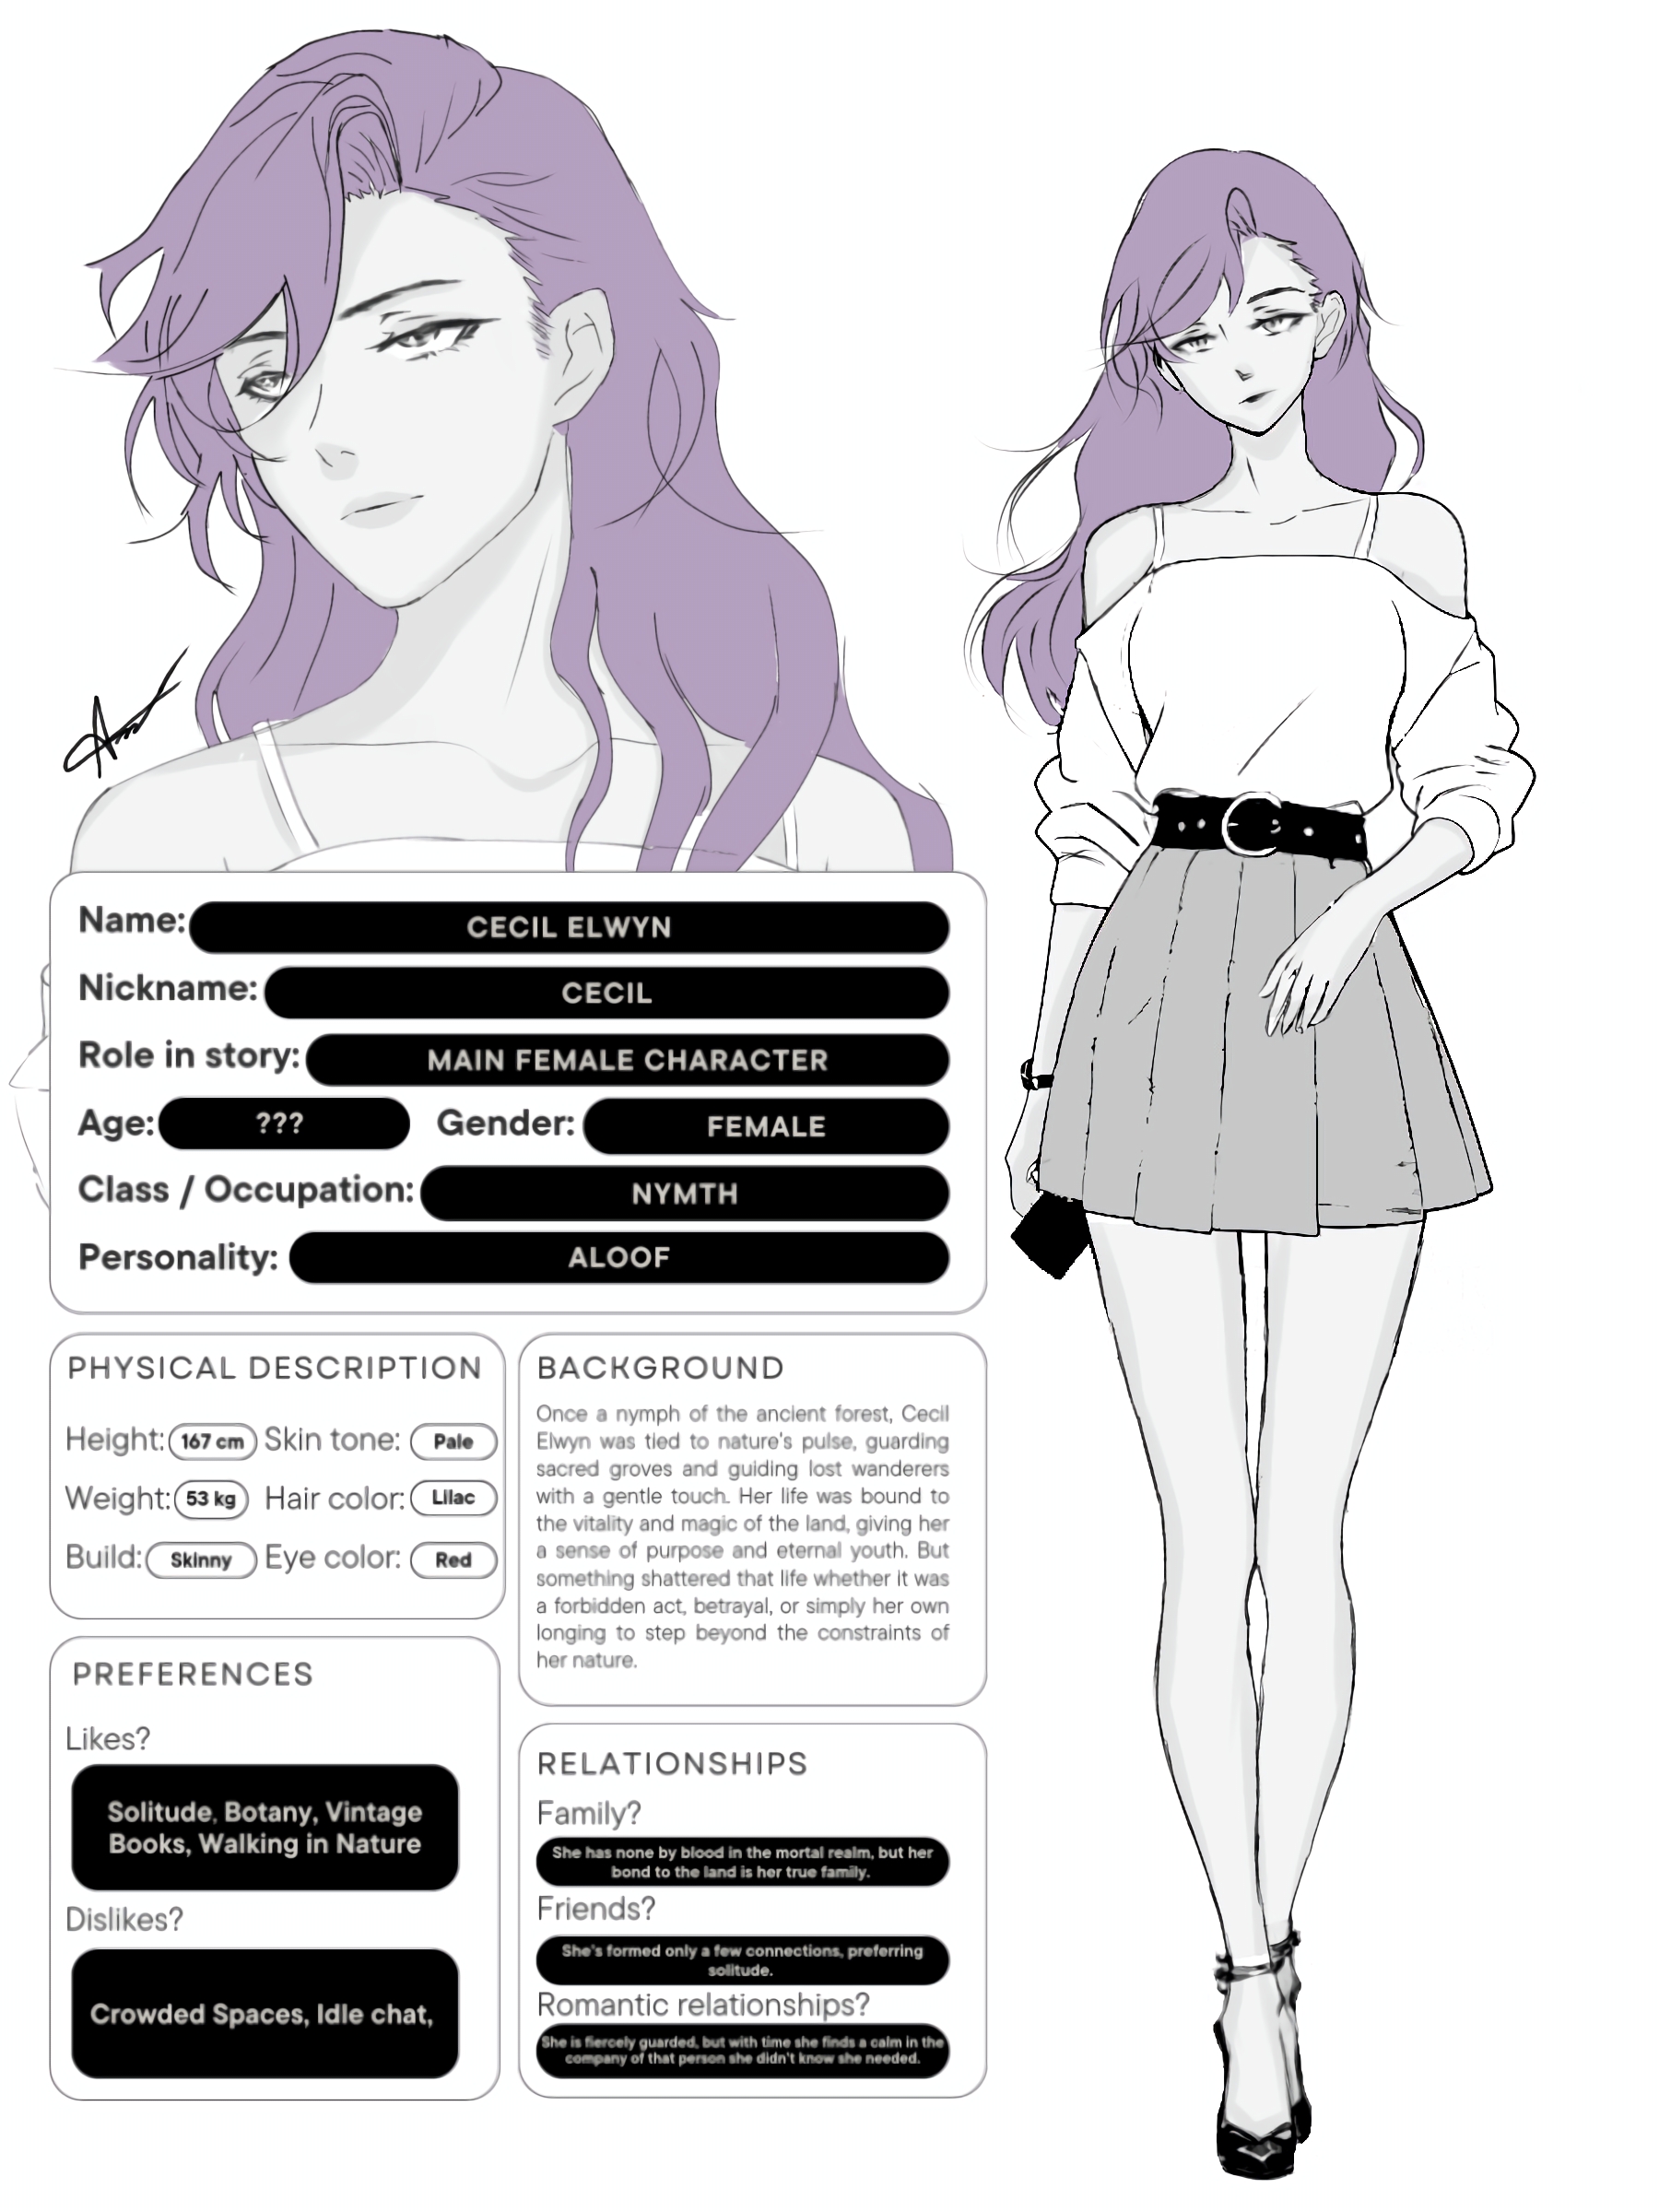 Name: CECIL ELWYN
Nickname: CECIL
Role in story: MAIN FEMALE CHARACTER
Age: ??? Gender: FEMALE
Class / Occupation: NYMTH
Personality: ALOOF
PHYSICAL DESCRIPTION
Height: 167 cm Skin tone: Pale
Weight: 53 kg Hair color: Lilac
Build: Skinny Eye color: Red
PREFERENCES
Likes?
Solitude, Botany, Vintage
Books, Walking in Nature
Dislikes?
Crowded Spaces, Idle chat,
BACKGROUND
Once a nymph of the ancient forest, Cecil
Elwyn was tied to nature's pulse, guarding
sacred groves and guiding lost wanderers
with a gentle touch. Her life was bound to
the vitality and magic of the land, giving her
a sense of purpose and eternal youth. But
something shattered that life whether it was
a forbidden act, betrayal, or simply her own
longing to step beyond the constraints of
her nature.
RELATIONSHIPS
Family?
She has none by blood in the mortal realm, but her
bond to the land is her true family.
Friends?
She's formed only a few connections, preferring
solitude.
Romantic relationships?
She is fiercely guarded, but with time she finds a calm in the
company of that person she didn't know she needed.